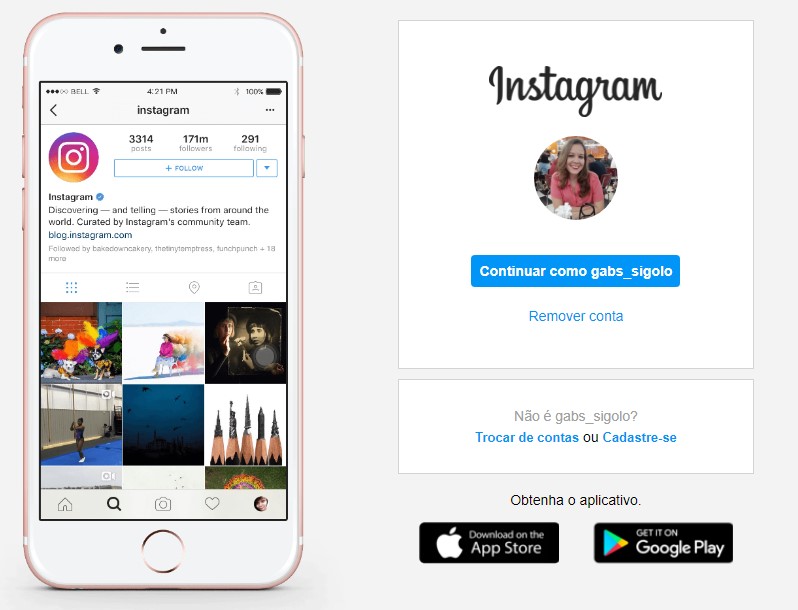 BELL 4:21 PM 100%
instagram
3314 171m 291
posts followers following
+ FOLLOW
Instagram
Discovering — and telling — stories from around the
world. Curated by Instagram's community team.
blog.instagram.com
Followed by bakedowncakery, thetinytemptress, funchpunch + 18
more
Instagram
Continuar como gabs_sigolo
Remover conta
Não é gabs_sigolo?
Trocar de contas ou Cadastre-se
Obtenha o aplicativo.
Download on the
App Store
GET IT ON
Google Play